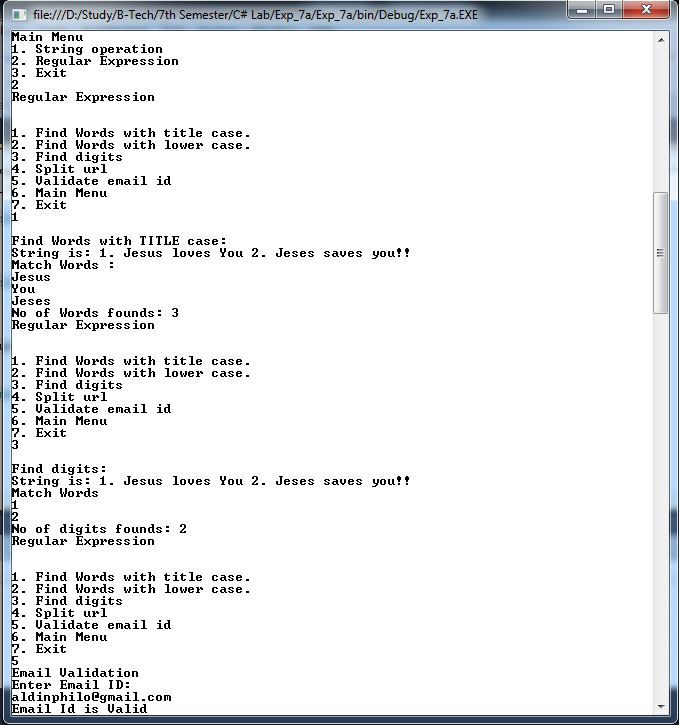 file:///D:/Study/B-Tech/7th Semester/C# Lab/Exp_7a/Exp_7a/bin/Debug/Exp_7a.EXE
Main Menu
1. String operation
2. Regular Expression
3. Exit
2
Regular Expression
1. Find Words with title case.
2. Find Words with lower case.
3. Find digits
4. Split url
5. Validate email id
6. Main Menu
7. Exit
1
Find Words with TITLE case:
String is: 1. Jesus loves You 2. Jeses saves you!!
Match Words :
Jesus
You
Jeses
No of Words founds: 3
Regular Expression
1. Find Words with title case.
2. Find Words with lower case.
3. Find digits
4. Split url
5. Validate email id
6. Main Menu
7. Exit
3
Find digits:
String is: 1. Jesus loves You 2. Jeses saves you!!
Match Words
1
2
No of digits founds: 2
Regular Expression
1. Find Words with title case.
2. Find Words with lower case.
3. Find digits
4. Split url
5. Validate email id
6. Main Menu
7. Exit
5
Email Validation
Enter Email ID:
aldinphilo@gmail.com
Email Id is Valid